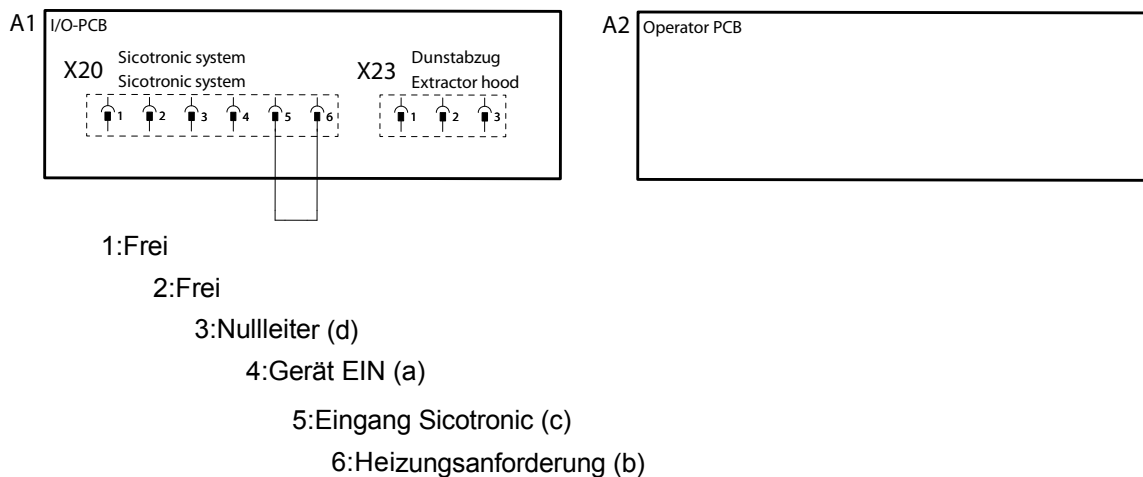 A1 I/O-PCB
X20 Sicotronic system
Sicotronic system
1 2 3 4 5 6
X23 Dunstabzug
Extractor hood
1 2 3
A2 Operator PCB
1:Frei
2:Frei
3:Nullleiter (d)
4:Gerät EIN (a)
5:Eingang Sicotronic (c)
6:Heizungsanforderung (b)